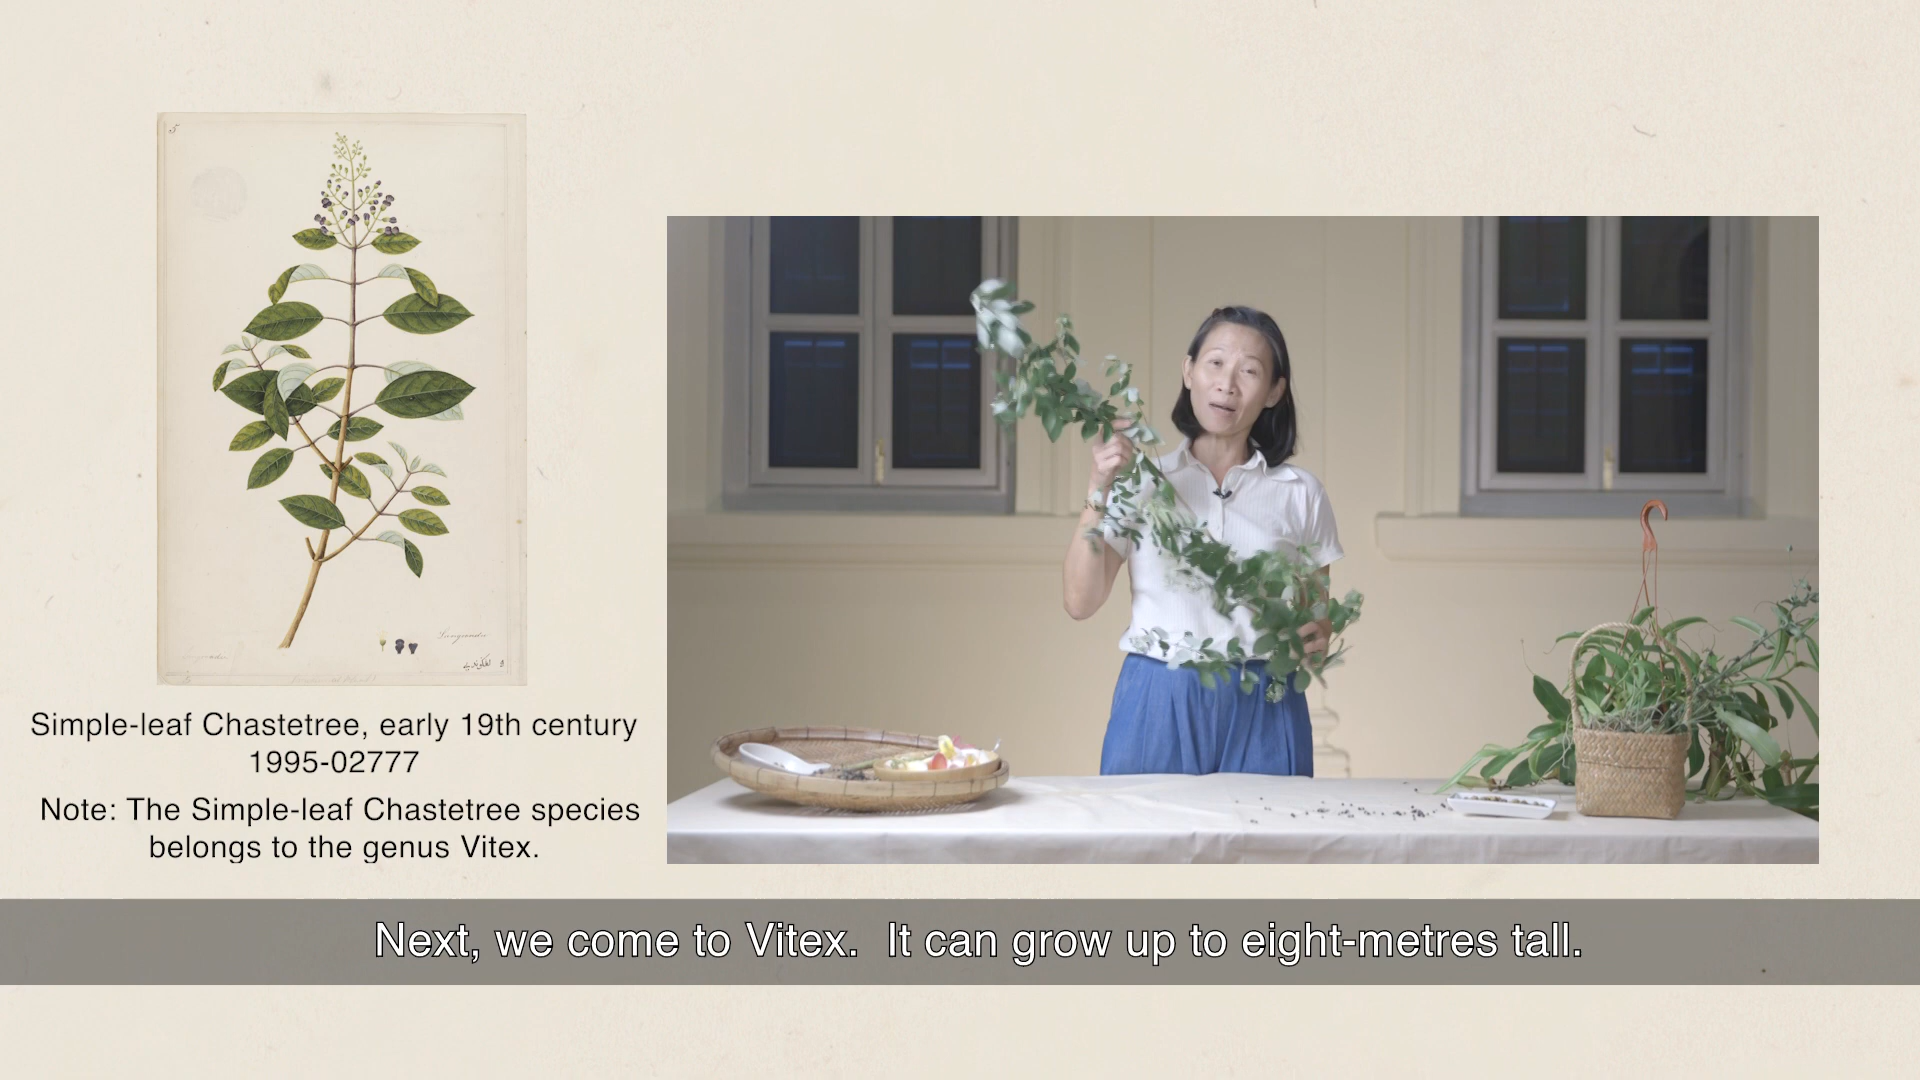 5
Simple-leaf Chastetree, early 19th century
1995-02777
Note: The Simple-leaf Chastetree species
belongs to the genus Vitex.
Next, we come to Vitex.  It can grow up to eight-metres tall.